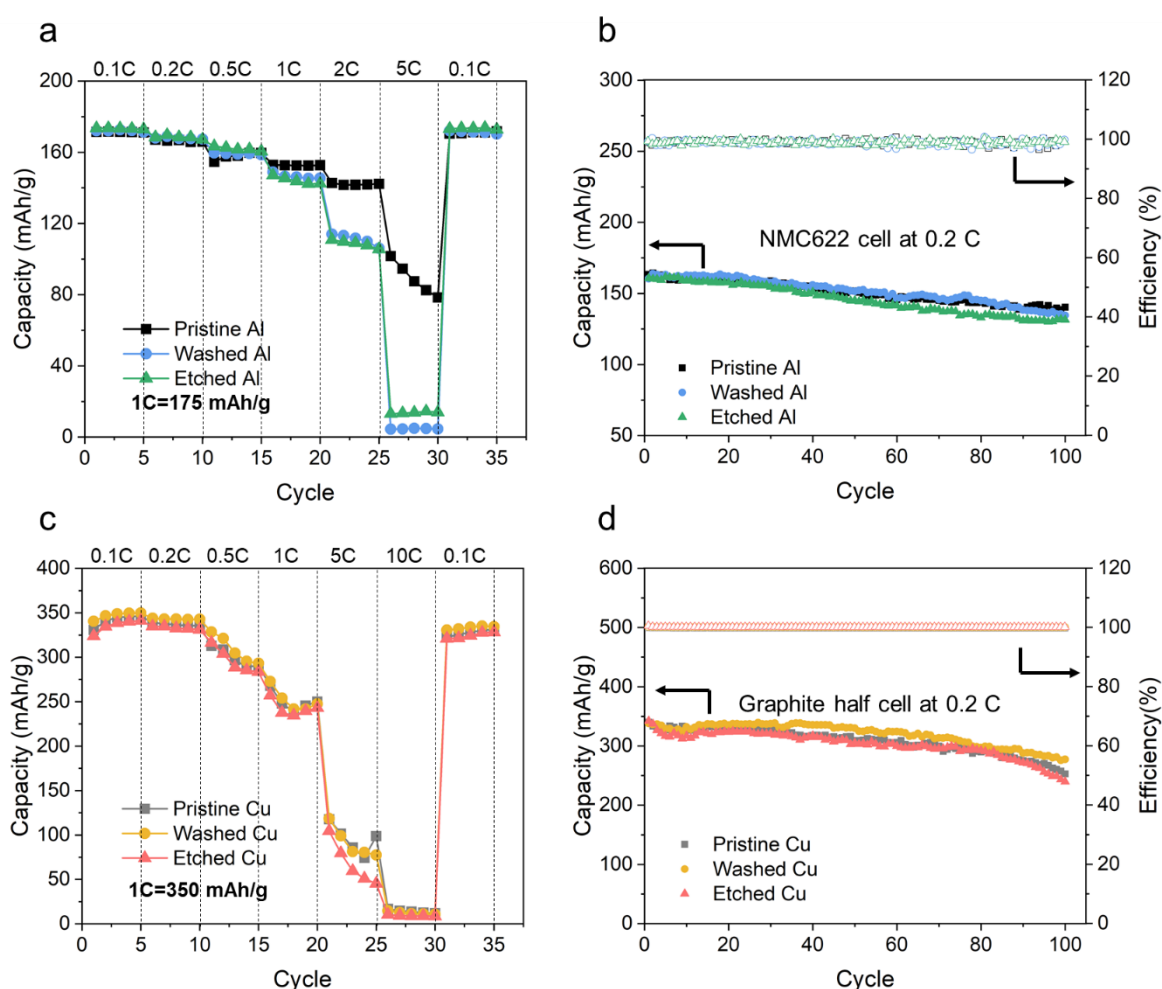 a
0.1C 0.2C 0.5C 1C 2C 5C 0.1C
200
160
120
80
40
0
Capacity (mAh/g)
Pristine Al
Washed Al
Etched Al
1C=175 mAh/g
0 5 10 15 20 25 30 35
Cycle
b
300
250
200
150
100
50
Capacity (mAh/g)
120
100
80
60
40
20
0
Efficiency (%)
NMC622 cell at 0.2 C
Pristine Al
Washed Al
Etched Al
0 20 40 60 80 100
Cycle
c
0.1C 0.2C 0.5C 1C 5C 10C 0.1C
400
350
300
250
200
150
100
50
0
Capacity (mAh/g)
Pristine Cu
Washed Cu
Etched Cu
1C=350 mAh/g
0 5 10 15 20 25 30 35
Cycle
d
600
500
400
300
200
100
0
Capacity (mAh/g)
120
100
80
60
40
20
0
Efficiency(%)
Graphite half cell at 0.2 C
Pristine Cu
Washed Cu
Etched Cu
0 20 40 60 80 100
Cycle